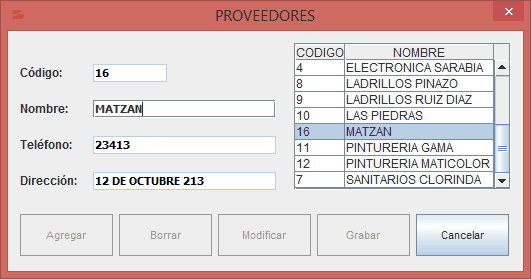 PROVEEDORES
Código: 16
Nombre: MATZAN
Teléfono: 23413
Dirección: 12 DE OCTUBRE 213
CODIGO NOMBRE
4 ELECTRONICA SARABIA
8 LADRILLOS PINAZO
9 LADRILLOS RUIZ DIAZ
10 LAS PIEDRAS
16 MATZAN
11 PINTURERIA GAMA
12 PINTURERIA MATICOLOR
7 SANITARIOS CLORINDA
Agregar Borrar Modificar Grabar Cancelar